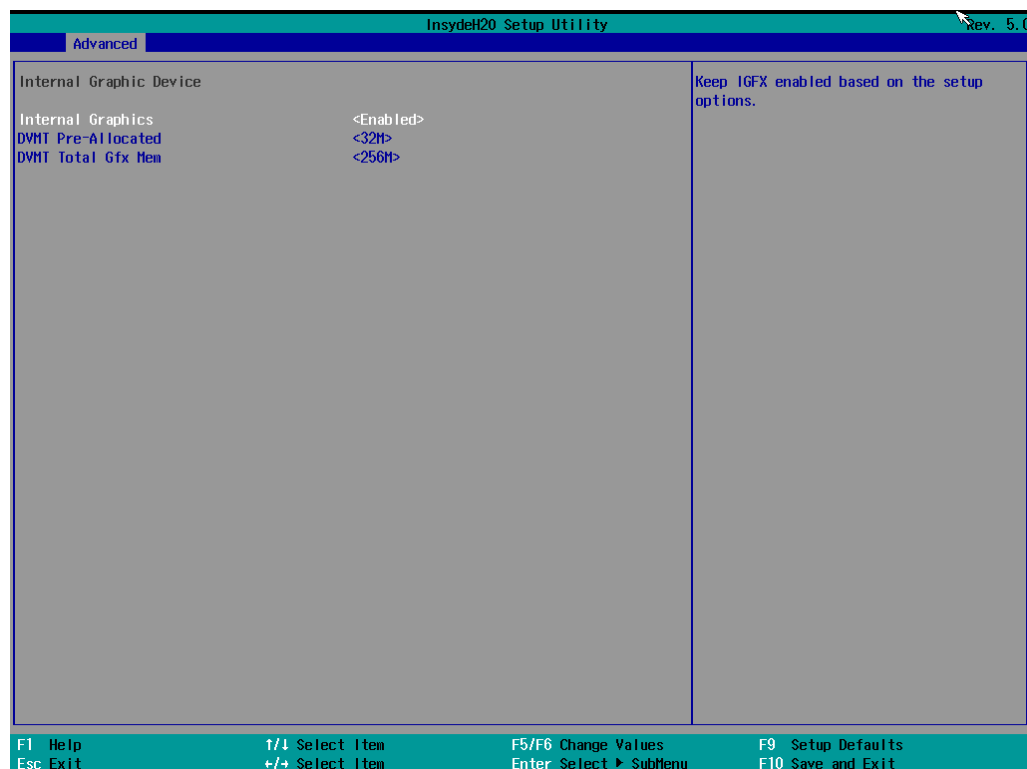 InsydeH20 Setup Utility
Rev. 5.0
Advanced
Internal Graphic Device
Internal Graphics <Enabled>
DVMT Pre-Allocated <32M>
DVMT Total Gfx Mem <256M>
Keep IGFX enabled based on the setup
options.
F1 Help ↑/↓ Select Item F5/F6 Change Values F9 Setup Defaults
Esc Exit ←/→ Select Item Enter Select ▶ SubMenu F10 Save and Exit